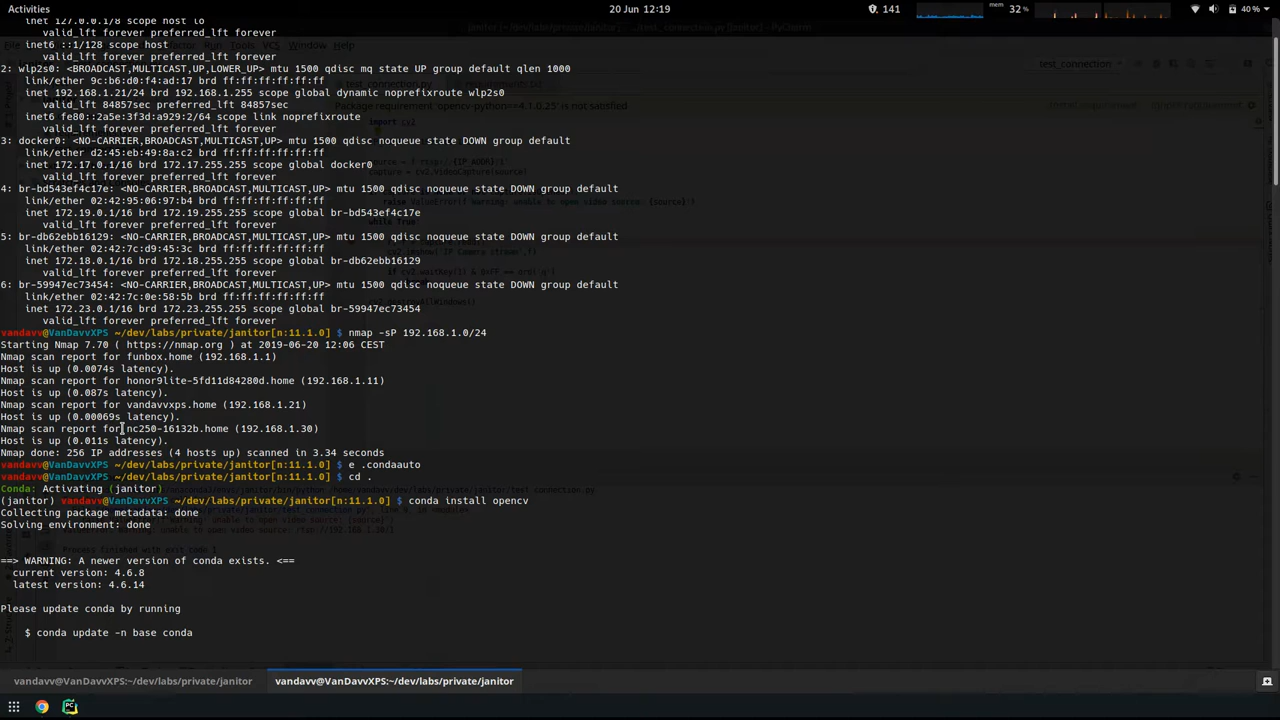 Activities
20 Jun 12:19
141
mem
32 %
40 %
inet 127.0.0.1/8 scope host lo
valid_lft forever preferred_lft forever
inet6 ::1/128 scope host
valid_lft forever preferred_lft forever
2: wlp2s0: <BROADCAST,MULTICAST,UP,LOWER_UP> mtu 1500 qdisc mq state UP group default qlen 1000
link/ether 9c:b6:d0:f4:ad:17 brd ff:ff:ff:ff:ff:ff
inet 192.168.1.21/24 brd 192.168.1.255 scope global dynamic noprefixroute wlp2s0
valid_lft 84857sec preferred_lft 84857sec
inet6 fe80::2a5e:3f3d:a929:2/64 scope link noprefixroute
valid_lft forever preferred_lft forever
3: docker0: <NO-CARRIER,BROADCAST,MULTICAST,UP> mtu 1500 qdisc noqueue state DOWN group default
link/ether d2:45:eb:49:8a:c2 brd ff:ff:ff:ff:ff:ff
inet 172.17.0.1/16 brd 172.17.255.255 scope global docker0
valid_lft forever preferred_lft forever
4: br-bd543ef4c17e: <NO-CARRIER,BROADCAST,MULTICAST,UP> mtu 1500 qdisc noqueue state DOWN group default
link/ether 02:42:95:06:97:b4 brd ff:ff:ff:ff:ff:ff
inet 172.19.0.1/16 brd 172.19.255.255 scope global br-bd543ef4c17e
valid_lft forever preferred_lft forever
5: br-db62ebb16129: <NO-CARRIER,BROADCAST,MULTICAST,UP> mtu 1500 qdisc noqueue state DOWN group default
link/ether 02:42:7c:d9:45:3c brd ff:ff:ff:ff:ff:ff
inet 172.18.0.1/16 brd 172.18.255.255 scope global br-db62ebb16129
valid_lft forever preferred_lft forever
6: br-59947ec73454: <NO-CARRIER,BROADCAST,MULTICAST,UP> mtu 1500 qdisc noqueue state DOWN group default
link/ether 02:42:7c:0e:58:5b brd ff:ff:ff:ff:ff:ff
inet 172.23.0.1/16 brd 172.23.255.255 scope global br-59947ec73454
valid_lft forever preferred_lft forever
vandavv@VanDavvXPS ~/dev/labs/private/janitor[n:11.1.0] $ nmap -sP 192.168.1.0/24
Starting Nmap 7.70 ( https://nmap.org ) at 2019-06-20 12:06 CEST
Nmap scan report for funbox.home (192.168.1.1)
Host is up (0.0074s latency).
Nmap scan report for honor9lite-5fd11d84280d.home (192.168.1.11)
Host is up (0.087s latency).
Nmap scan report for vandavvxps.home (192.168.1.21)
Host is up (0.00069s latency).
Nmap scan report for nc250-16132b.home (192.168.1.30)
Host is up (0.011s latency).
Nmap done: 256 IP addresses (4 hosts up) scanned in 3.34 seconds
vandavv@VanDavvXPS ~/dev/labs/private/janitor[n:11.1.0] $ e .condaauto
vandavv@VanDavvXPS ~/dev/labs/private/janitor[n:11.1.0] $ cd .
Conda: Activating (janitor)
(janitor) vandavv@VanDavvXPS ~/dev/labs/private/janitor[n:11.1.0] $ conda install opencv
Collecting package metadata: done
Solving environment: done
==> WARNING: A newer version of conda exists. <==
current version: 4.6.8
latest version: 4.6.14
Please update conda by running
$ conda update -n base conda
vandavv@VanDavvXPS:~/dev/labs/private/janitor
vandavv@VanDavvXPS:~/dev/labs/private/janitor
PC